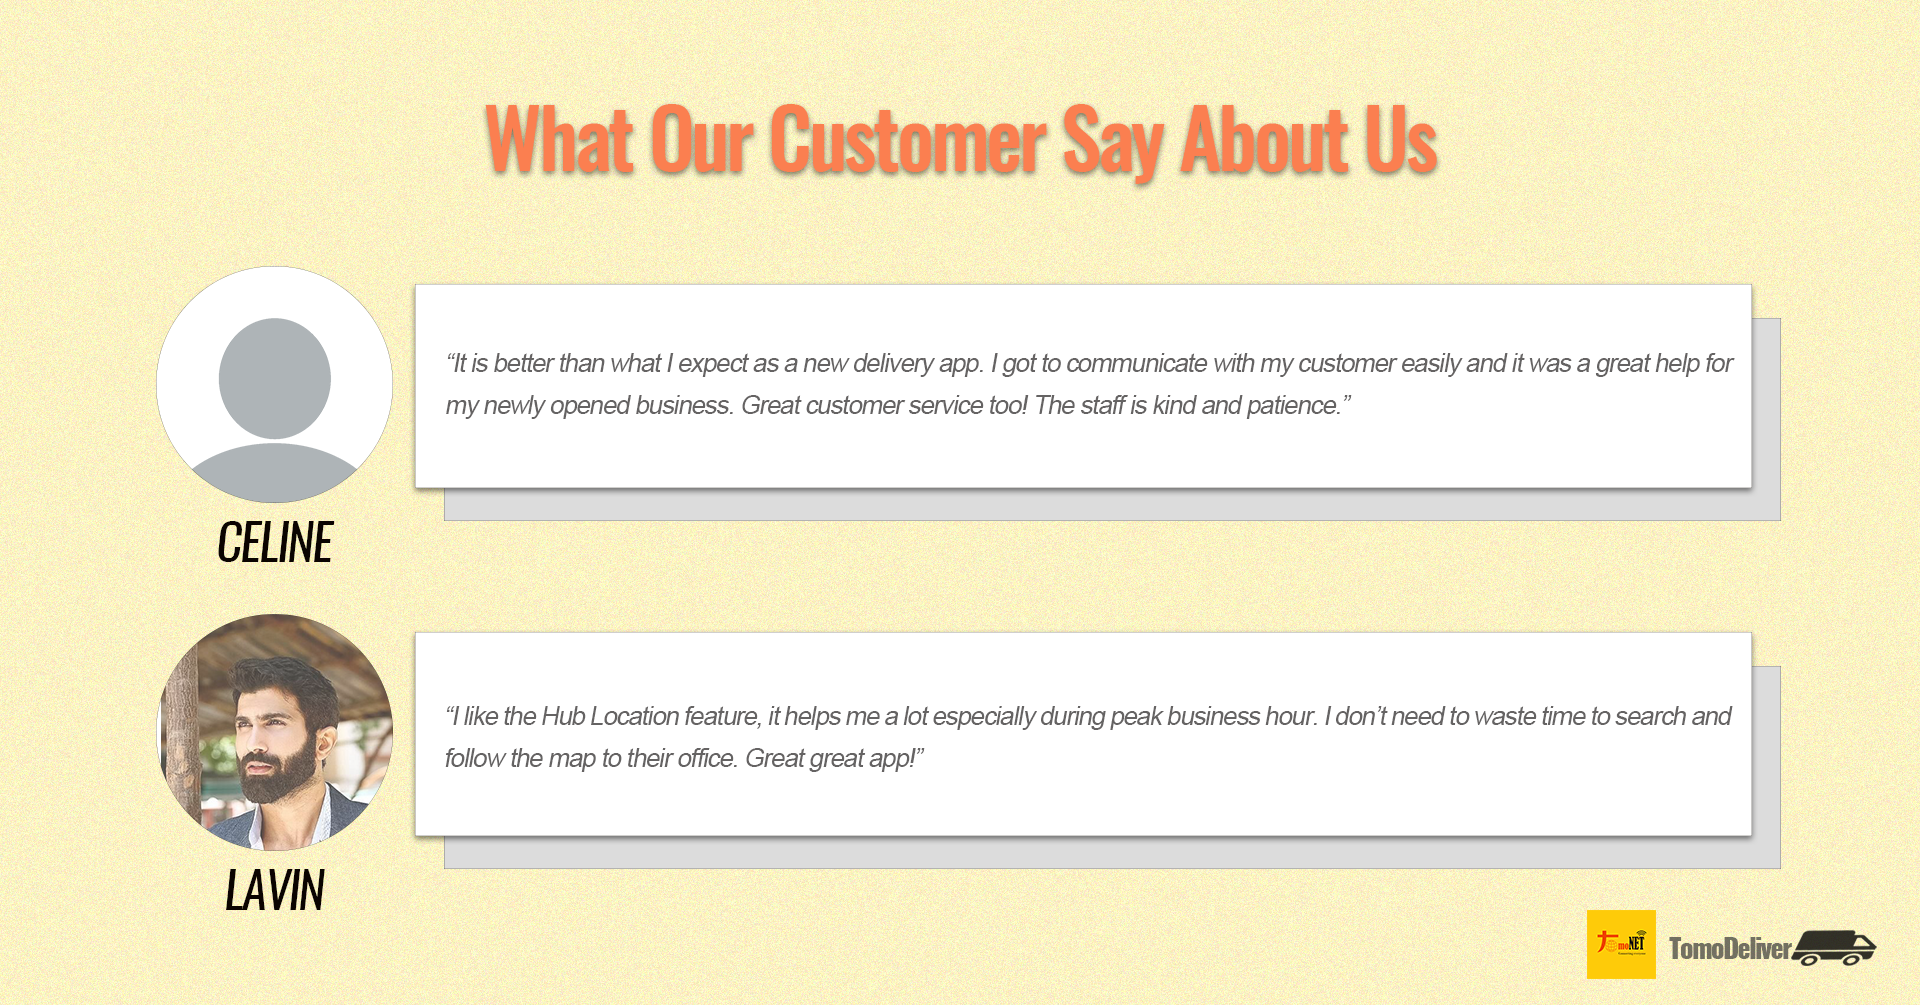 What Our Customer Say About Us
“It is better than what I expect as a new delivery app. I got to communicate with my customer easily and it was a great help for
my newly opened business. Great customer service too! The staff is kind and patience.”
CELINE
“I like the Hub Location feature, it helps me a lot especially during peak business hour. I don’t need to waste time to search and
follow the map to their office. Great great app!”
LAVIN
moNET
TomoDeliver